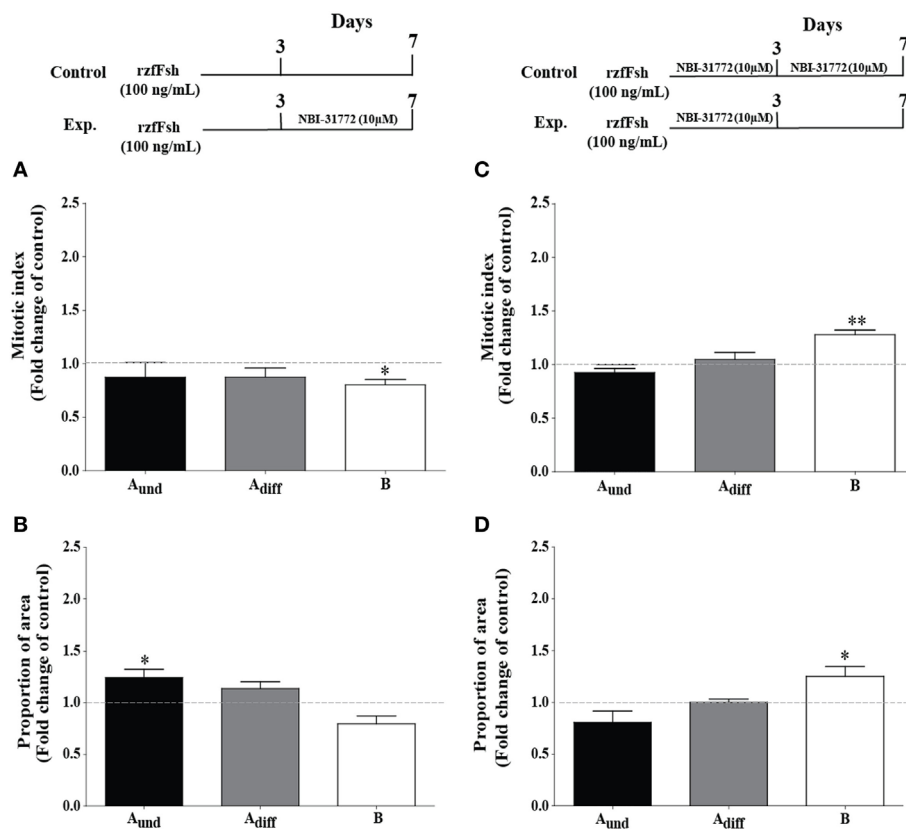 Days
3 7
Control rzfFsh
(100 ng/mL)
3 7
Exp. rzfFsh NBI-31772 (10µM)
(100 ng/mL)
Days
3 7
Control rzfFsh NBI-31772 (10µM) NBI-31772 (10µM)
(100 ng/mL)
3 7
Exp. rzfFsh NBI-31772 (10µM)
(100 ng/mL)
A
Mitotic index
(Fold change of control)
2.5
2.0
1.5
1.0
0.5
0.0
*
Aund Adiff B
C
Mitotic index
(Fold change of control)
2.5
2.0
1.5
1.0
0.5
0.0
**
Aund Adiff B
B
Proportion of area
(Fold change of control)
2.5
2.0
1.5
1.0
0.5
0.0
*
Aund Adiff B
D
Proportion of area
(Fold change of control)
2.5
2.0
1.5
1.0
0.5
0.0
*
Aund Adiff B